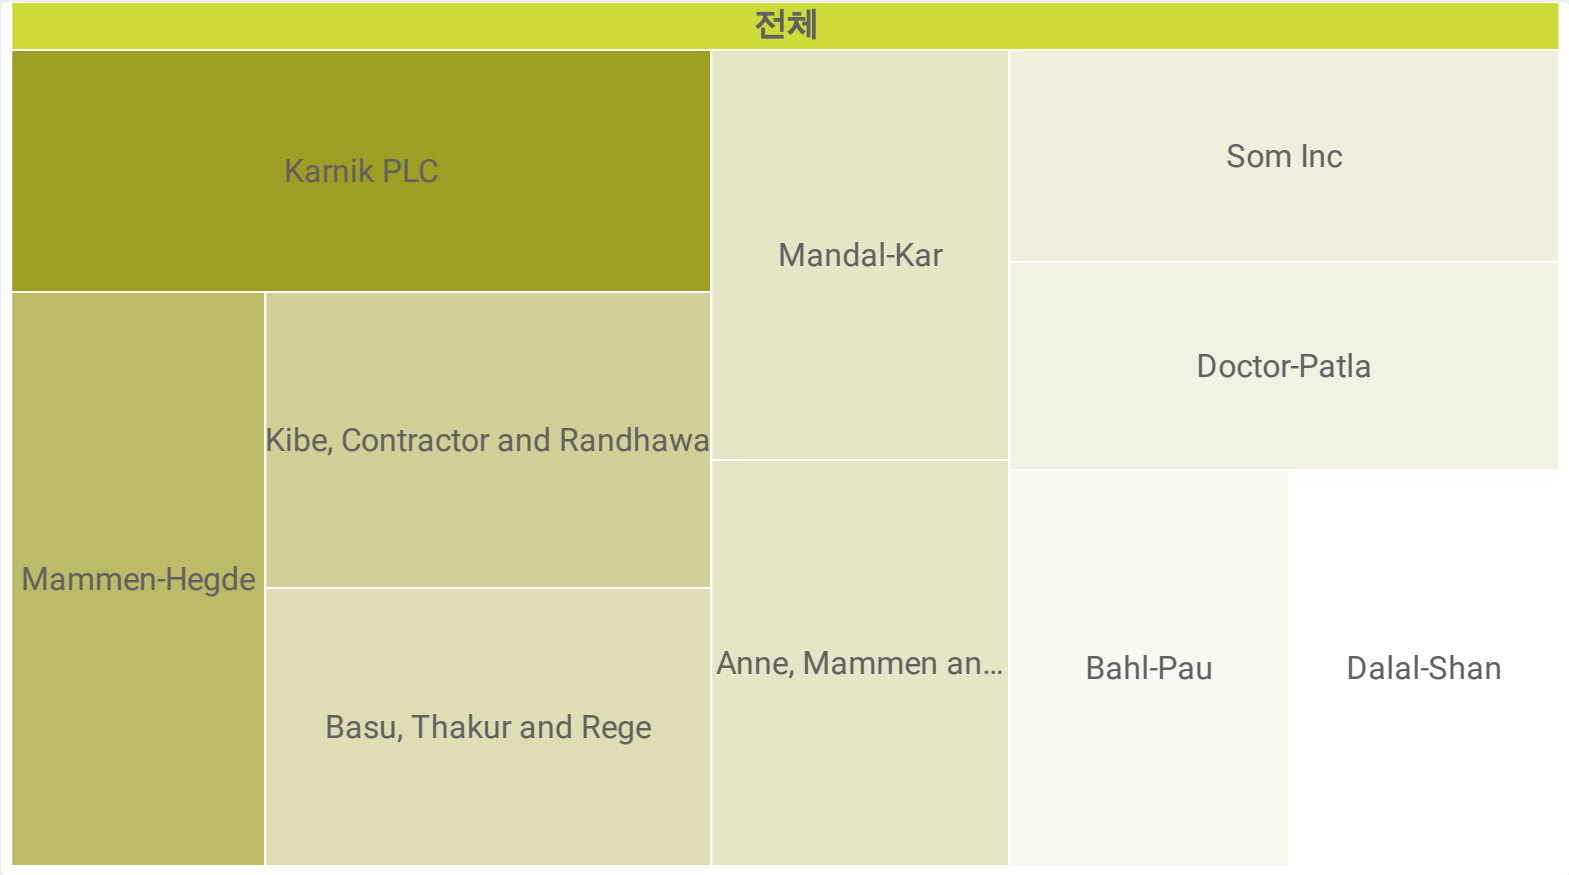 전체
Karnik PLC
Mammen-Hegde
Kibe, Contractor and Randhawa
Basu, Thakur and Rege
Mandal-Kar
Anne, Mammen an...
Som Inc
Doctor-Patla
Bahl-Pau
Dalal-Shan